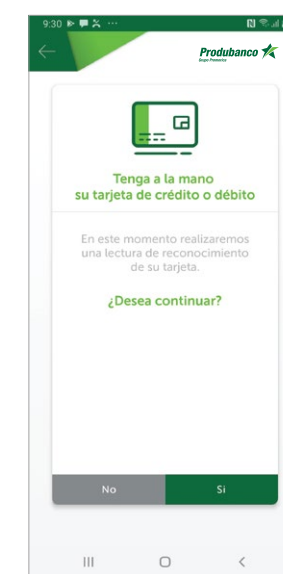 9:30
Produbanco
Grupo Promerica
Tenga a la mano
su tarjeta de crédito o débito
En este momento realizaremos
una lectura de reconocimiento
de su tarjeta.
¿Desea continuar?
No
Si